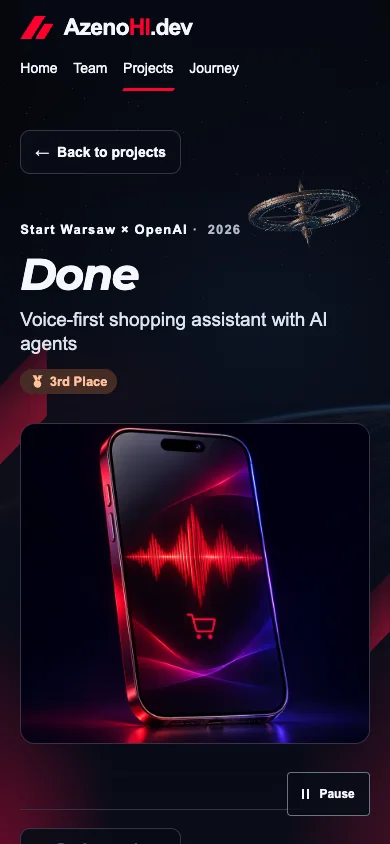 AzenoHI.dev
Home Team Projects Journey
← Back to projects
Start Warsaw × OpenAI · 2026
Done
Voice-first shopping assistant with AI
agents
3rd Place
Pause